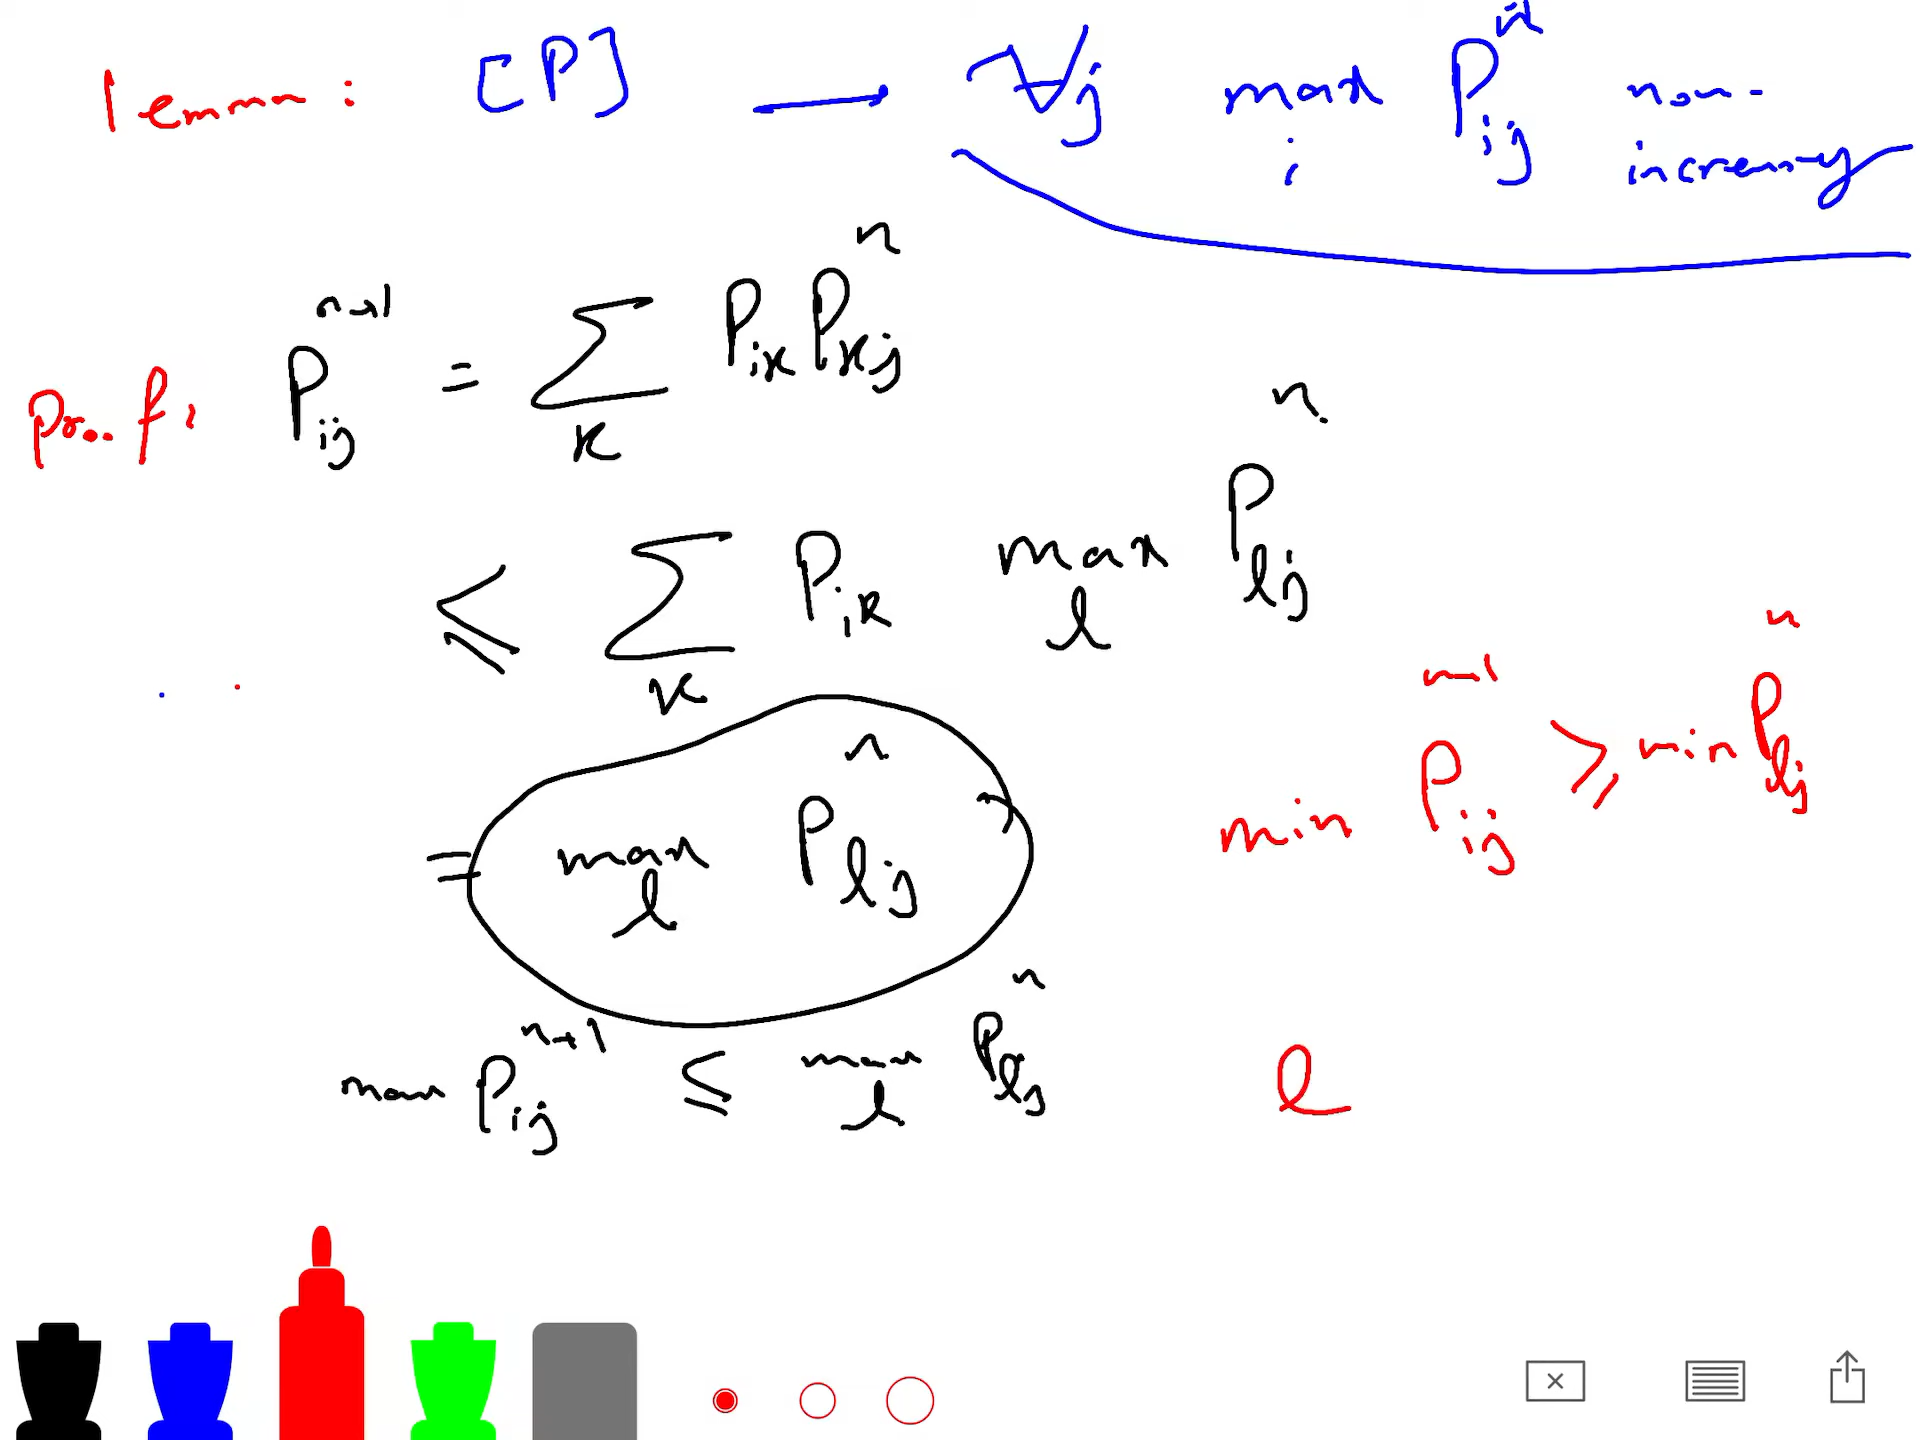 lemma: [P] → ∀j max_i P_ij^n non-increasing
proof: P_ij^{n+1} = Σ_k P_ik P_kj^n
≤ Σ_k P_ik max_l P_lj^n
= max_l P_lj^n
min P_ij^{n+1} ≥ min P_lj^n
max P_ij^{n+1} ≤ max_l P_lj^n
l